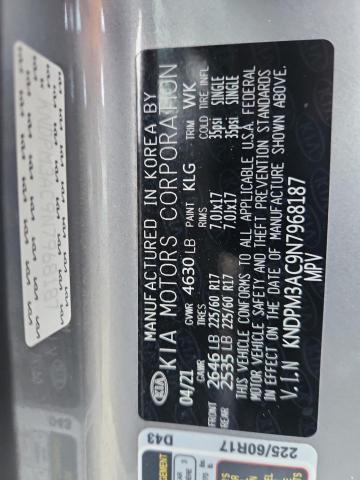 MANUFACTURED IN KOREA BY
KIA KIA MOTORS CORPORATION
04/21 GVWR 4630 LB PAINT KLG TRIM WK
GAWR TIRES RIMS COLD TIRE INFL
FRONT 2646 LB 225/60 R17 7.0JX17 35psi SINGLE
REAR 2535 LB 225/60 R17 7.0JX17 35psi SINGLE
THIS VEHICLE CONFORMS TO ALL APPLICABLE U.S.A. FEDERAL
MOTOR VEHICLE SAFETY AND THEFT PREVENTION STANDARDS
IN EFFECT ON THE DATE OF MANUFACTURE SHOWN ABOVE.
V.I.N KNDPM3AC9N7968187
MPV
D43
225/60R17